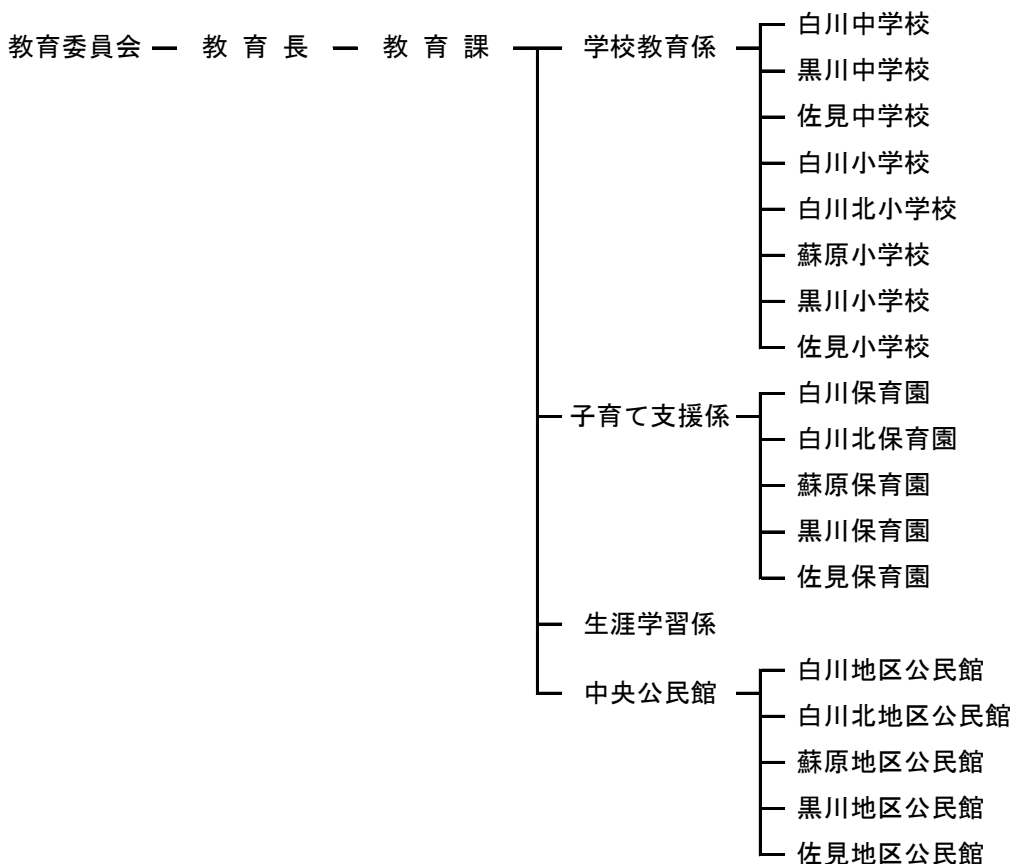 白川中学校
教育委員会 教育長 教育課 学校教育係
黒川中学校
佐見中学校
白川小学校
白川北小学校
蘇原小学校
黒川小学校
佐見小学校
白川保育園
子育て支援係
白川北保育園
蘇原保育園
黒川保育園
佐見保育園
生涯学習係
白川地区公民館
中央公民館
白川北地区公民館
蘇原地区公民館
黒川地区公民館
佐見地区公民館